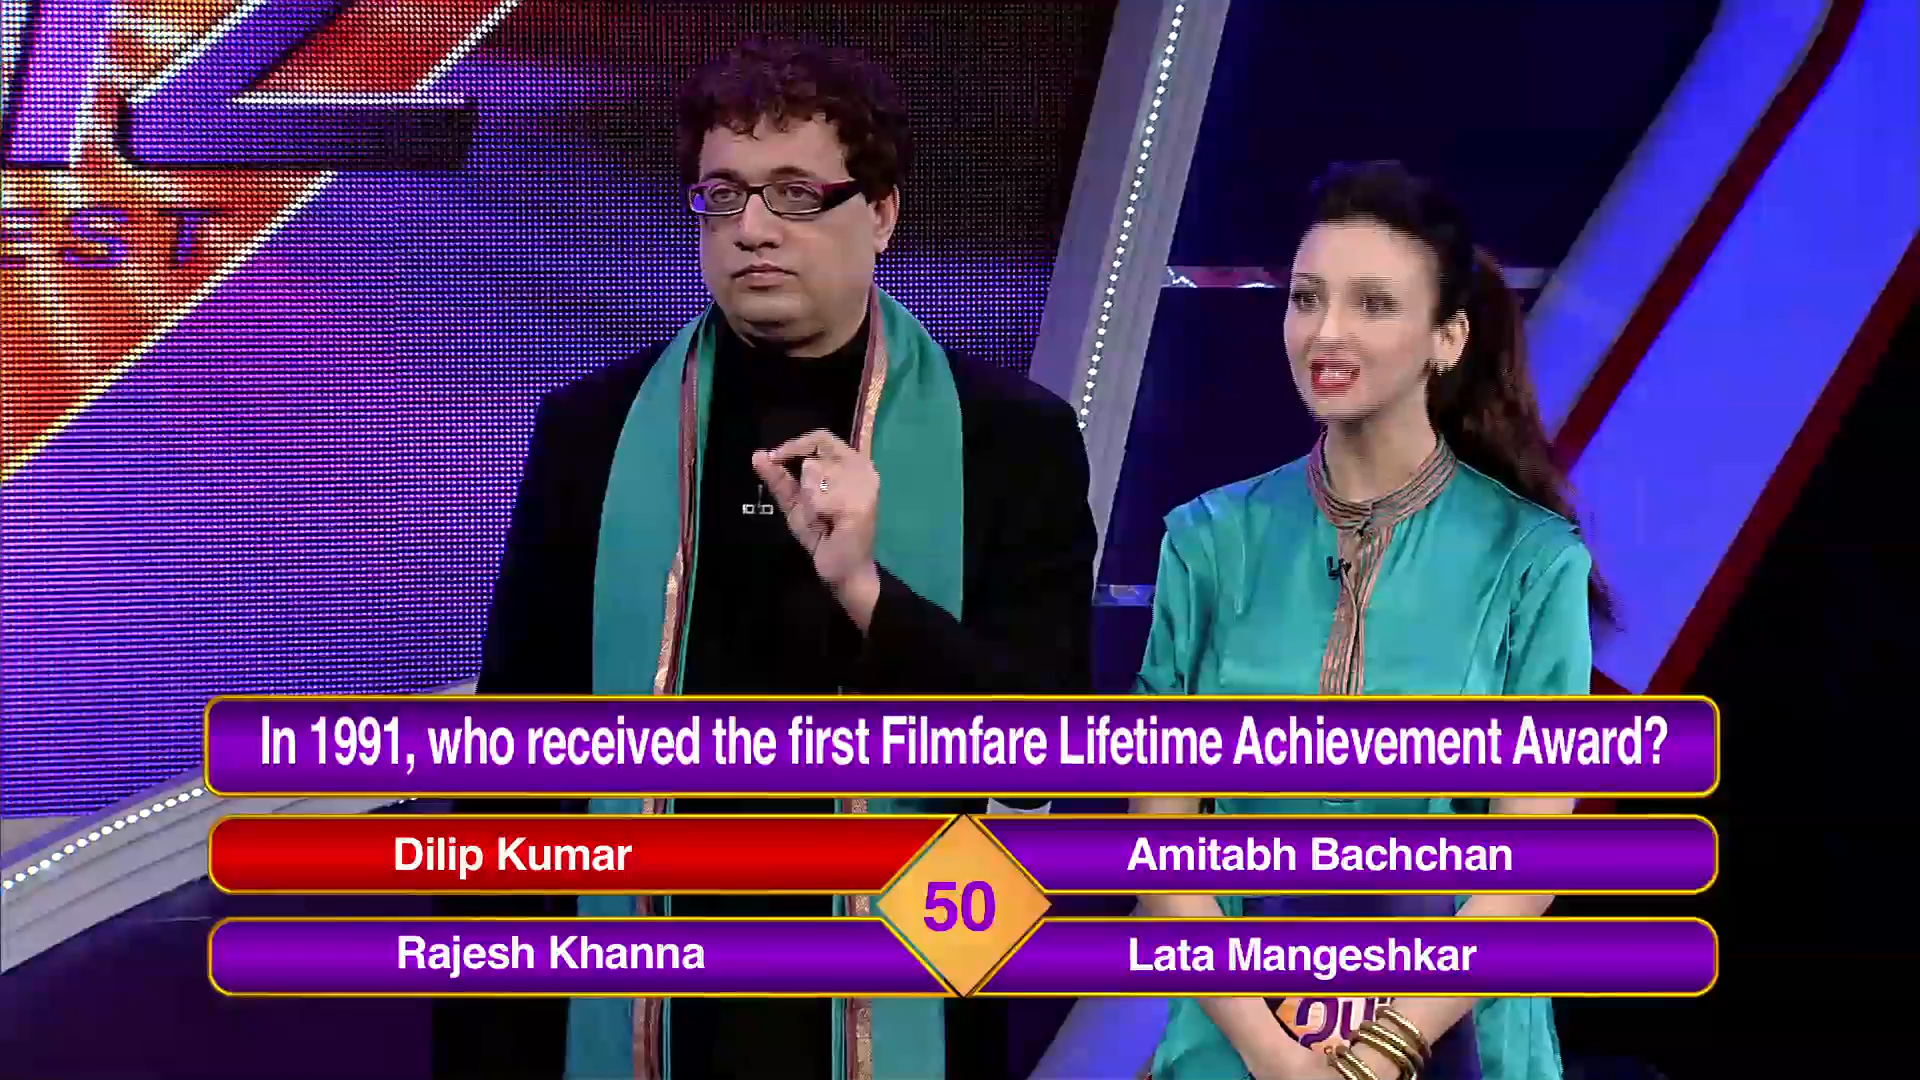 EST
In 1991, who received the first Filmfare Lifetime Achievement Award?
Dilip Kumar
Amitabh Bachchan
50
Rajesh Khanna
Lata Mangeshkar